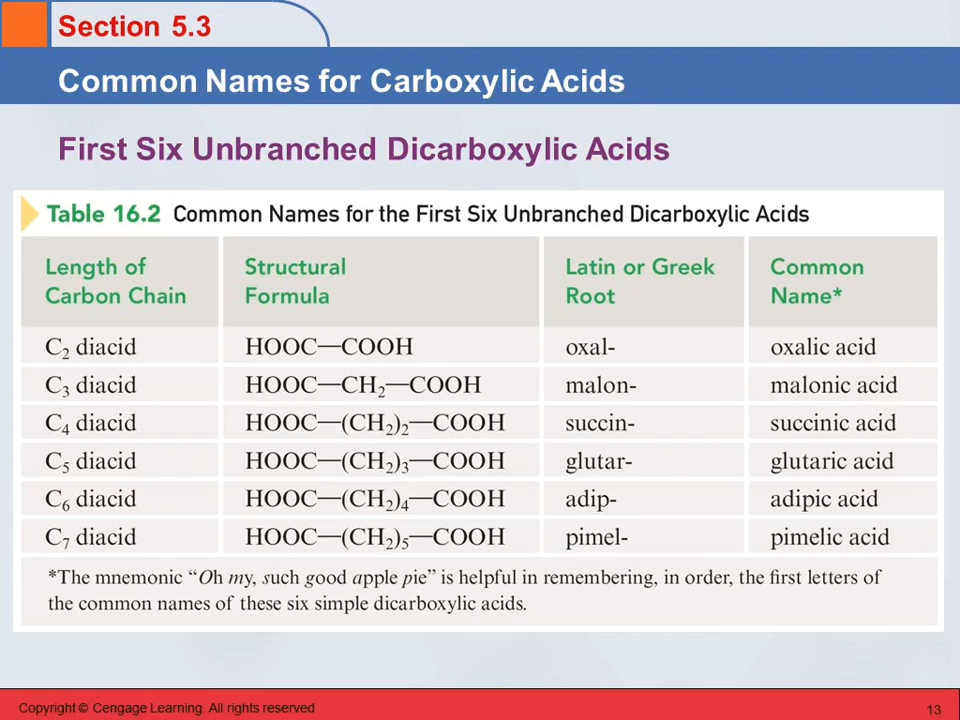 Section 5.3
Common Names for Carboxylic Acids
First Six Unbranched Dicarboxylic Acids
Table 16.2 Common Names for the First Six Unbranched Dicarboxylic Acids
Length of Carbon Chain Structural Formula Latin or Greek Root Common Name*
C₂ diacid HOOC—COOH oxal- oxalic acid
C₃ diacid HOOC—CH₂—COOH malon- malonic acid
C₄ diacid HOOC—(CH₂)₂—COOH succin- succinic acid
C₅ diacid HOOC—(CH₂)₃—COOH glutar- glutaric acid
C₆ diacid HOOC—(CH₂)₄—COOH adip- adipic acid
C₇ diacid HOOC—(CH₂)₅—COOH pimel- pimelic acid
*The mnemonic “Oh my, such good apple pie” is helpful in remembering, in order, the first letters of
the common names of these six simple dicarboxylic acids.
Copyright © Cengage Learning. All rights reserved 13